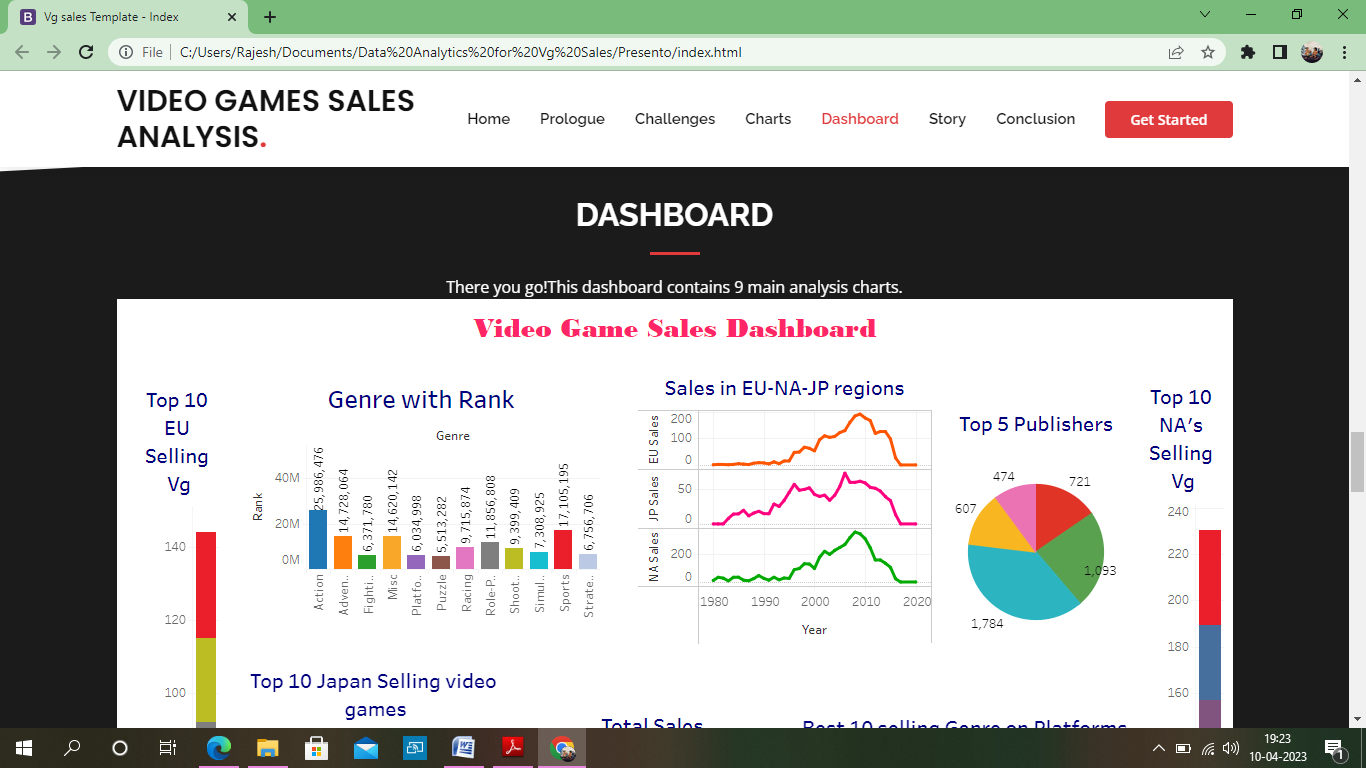 Vg sales Template - Index
File
C:/Users/Rajesh/Documents/Data%20Analytics%20for%20Vg%20Sales/Presento/index.html
VIDEO GAMES SALES
ANALYSIS.
Home Prologue Challenges Charts Dashboard Story Conclusion Get Started
DASHBOARD
There you go!This dashboard contains 9 main analysis charts.
Video Game Sales Dashboard
Top 10
EU
Selling
Vg
140
120
100
Genre with Rank
Genre
Rank
40M
20M
0M
25,986,476
14,728,064
6,371,780
14,620,142
6,034,998
5,513,282
9,715,874
11,856,808
9,399,409
7,308,925
17,105,195
6,756,706
Action
Adven..
Fighti..
Misc
Platfo..
Puzzle
Racing
Role-P..
Shoot..
Simul..
Sports
Strate..
Sales in EU-NA-JP regions
EU Sales
200
100
0
JP Sales
50
0
NA Sales
200
0
1980 1990 2000 2010 2020
Year
Top 5 Publishers
474
721
607
1,093
1,784
Top 10
NA's
Selling
Vg
240
220
200
180
160
Top 10 Japan Selling video
games
Total Sales
Best 10 selling Genre on Platforms
19:23
10-04-2023
1